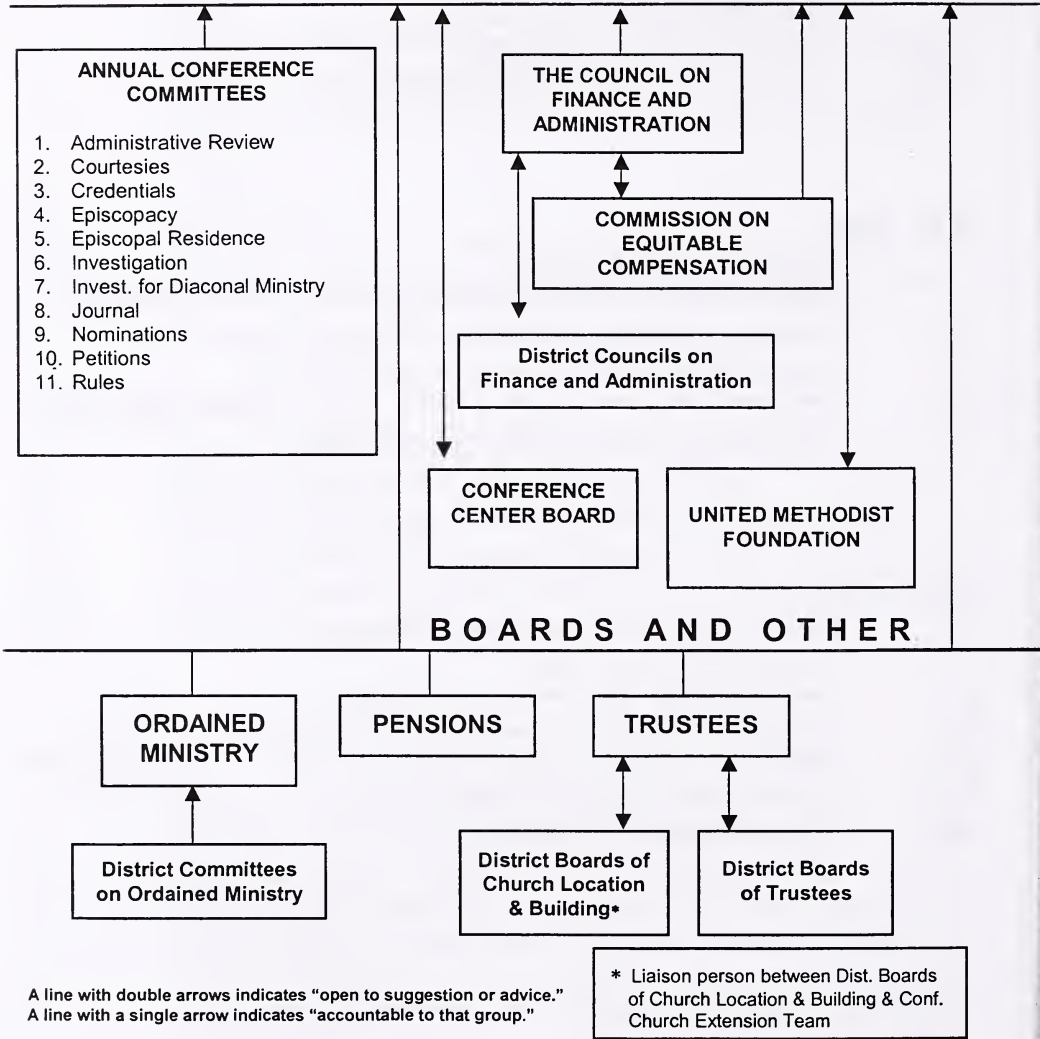 ANNUAL CONFERENCE
COMMITTEES
1. Administrative Review
2. Courtesies
3. Credentials
4. Episcopacy
5. Episcopal Residence
6. Investigation
7. Invest. for Diaconal Ministry
8. Journal
9. Nominations
10. Petitions
11. Rules
THE COUNCIL ON
FINANCE AND
ADMINISTRATION
COMMISSION ON
EQUITABLE
COMPENSATION
District Councils on
Finance and Administration
CONFERENCE
CENTER BOARD
UNITED METHODIST
FOUNDATION
BOARDS AND OTHER
ORDAINED
MINISTRY
PENSIONS
TRUSTEES
District Committees
on Ordained Ministry
District Boards of
Church Location
& Building*
District Boards
of Trustees
A line with double arrows indicates “open to suggestion or advice.”
A line with a single arrow indicates “accountable to that group.”
* Liaison person between Dist. Boards
of Church Location & Building & Conf.
Church Extension Team